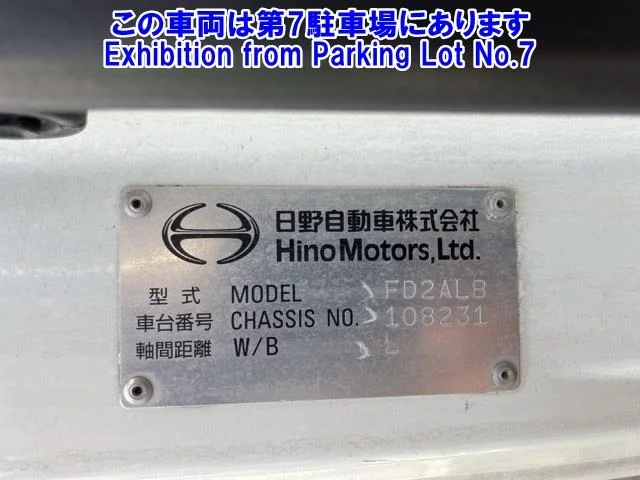 この車両は第7駐車場にあります
Exhibition from Parking Lot No.7
日野自動車株式会社
Hino Motors, Ltd.
型式 MODEL FD2ALB
車台番号 CHASSIS NO. 108231
軸間距離 W/B L